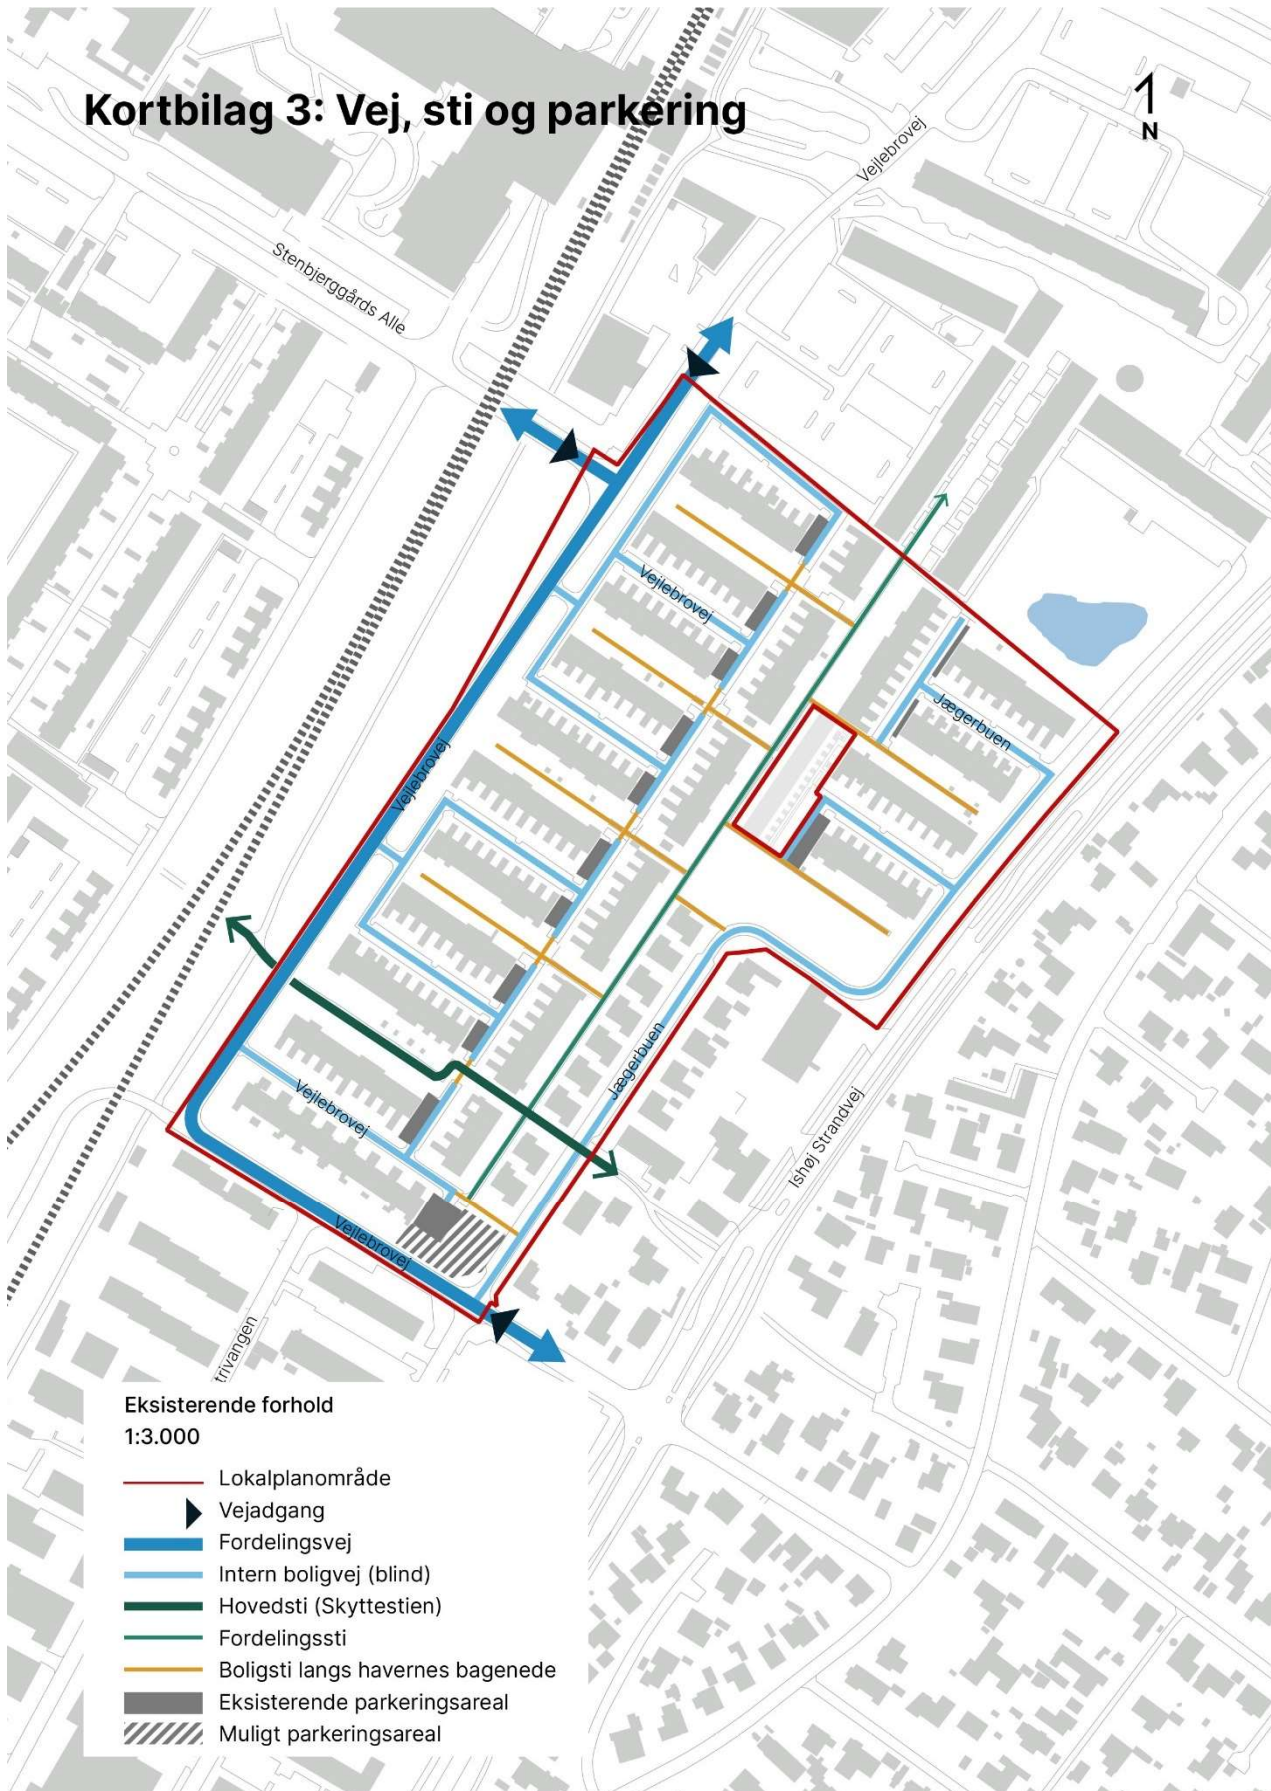 Kortbilag 3: Vej, sti og parkering
N
Vejlebrovej
Stenbjerggårds Alle
Vejlebrovej
Jægerbuen
Vejlebrovej
Jægerbuen
Vejlebrovej
Ishøj Strandvej
Vejlebrovej
trivangen
Eksisterende forhold
1:3.000
Lokalplanområde
Vejadgang
Fordelingsvej
Intern boligvej (blind)
Hovedsti (Skyttestien)
Fordelingssti
Boligsti langs havernes bagenede
Eksisterende parkeringsareal
Muligt parkeringsareal